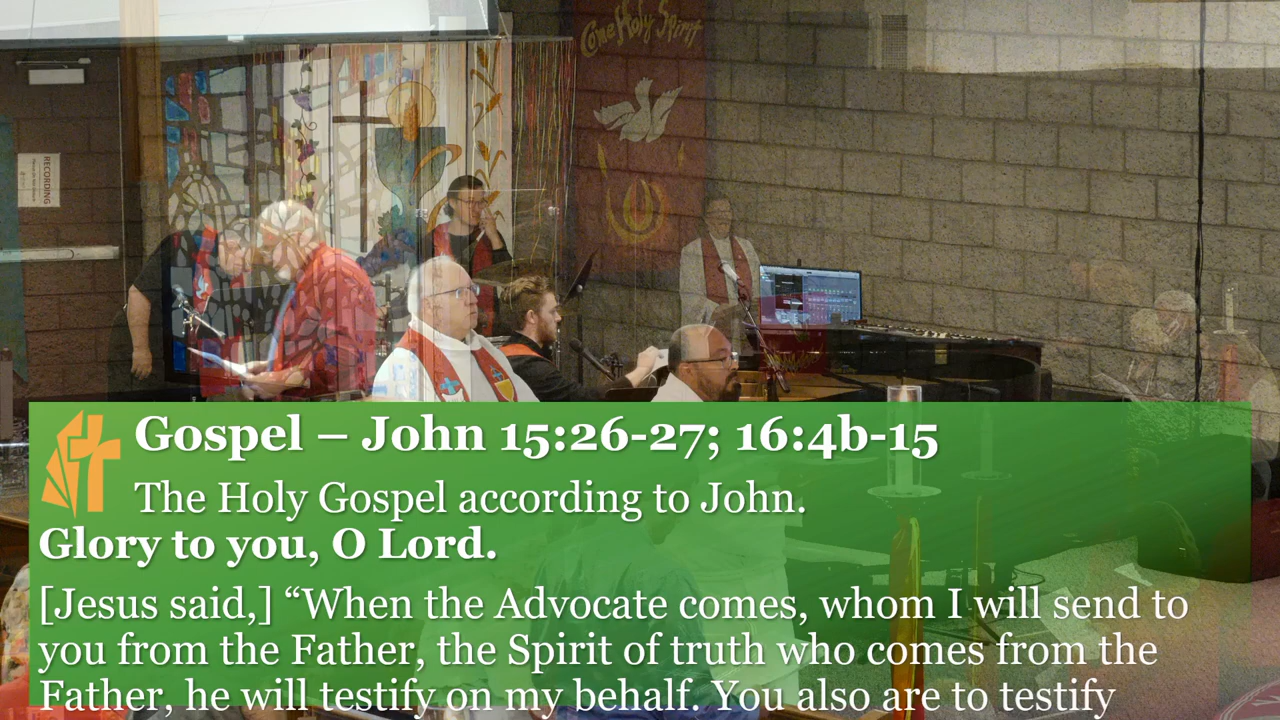 Come Holy Spirit
RECORDING
Gospel – John 15:26-27; 16:4b-15
The Holy Gospel according to John.
Glory to you, O Lord.
[Jesus said,] “When the Advocate comes, whom I will send to
you from the Father, the Spirit of truth who comes from the
Father, he will testify on my behalf. You also are to testify